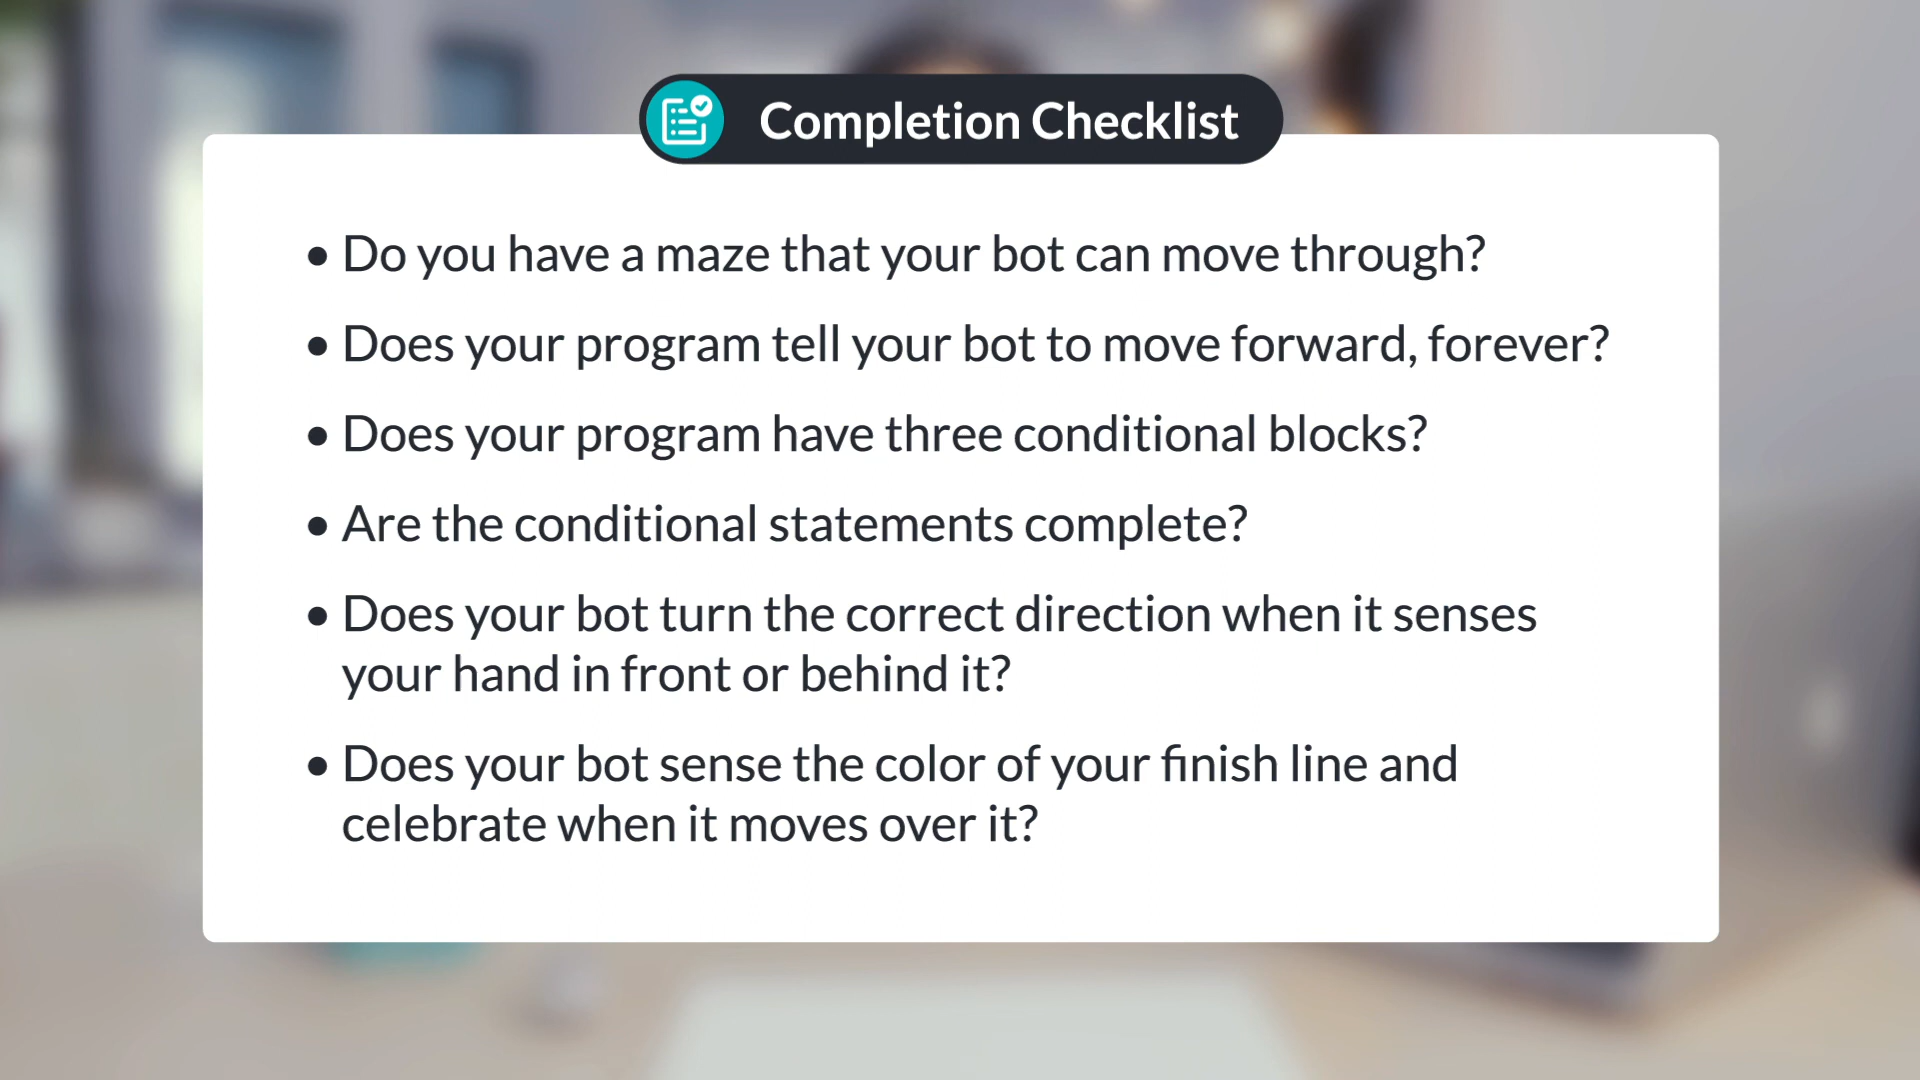 Completion Checklist
• Do you have a maze that your bot can move through?
• Does your program tell your bot to move forward, forever?
• Does your program have three conditional blocks?
• Are the conditional statements complete?
• Does your bot turn the correct direction when it senses
your hand in front or behind it?
• Does your bot sense the color of your finish line and
celebrate when it moves over it?